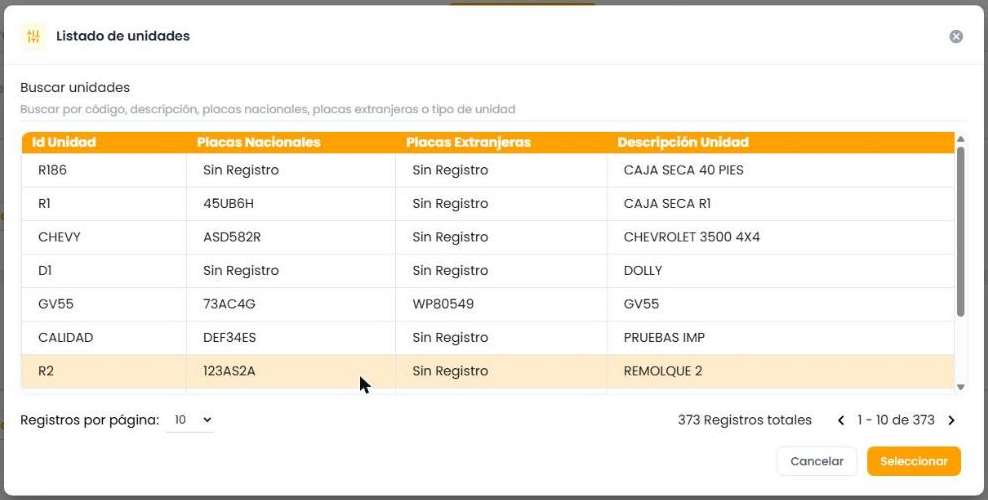 Listado de unidades
Buscar unidades
Buscar por código, descripción, placas nacionales, placas extranjeras o tipo de unidad
Id Unidad Placas Nacionales Placas Extranjeras Descripción Unidad
R186 Sin Registro Sin Registro CAJA SECA 40 PIES
R1 45UB6H Sin Registro CAJA SECA R1
CHEVY ASD582R Sin Registro CHEVROLET 3500 4X4
D1 Sin Registro Sin Registro DOLLY
GV55 73AC4G WP80549 GV55
CALIDAD DEF34ES Sin Registro PRUEBAS IMP
R2 123AS2A Sin Registro REMOLQUE 2
Registros por página: 10 373 Registros totales 1 - 10 de 373
Cancelar Seleccionar